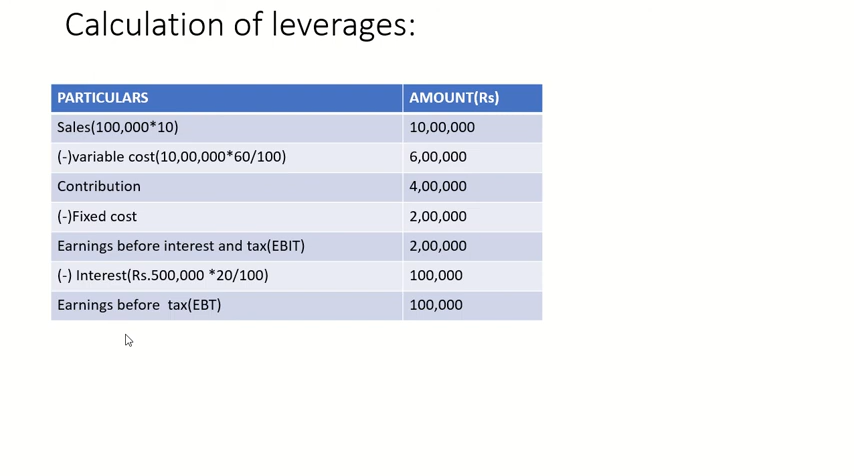 Calculation of leverages:
PARTICULARS AMOUNT(Rs)
Sales(100,000*10) 10,00,000
(-)variable cost(10,00,000*60/100) 6,00,000
Contribution 4,00,000
(-)Fixed cost 2,00,000
Earnings before interest and tax(EBIT) 2,00,000
(-) Interest(Rs.500,000 *20/100) 100,000
Earnings before tax(EBT) 100,000